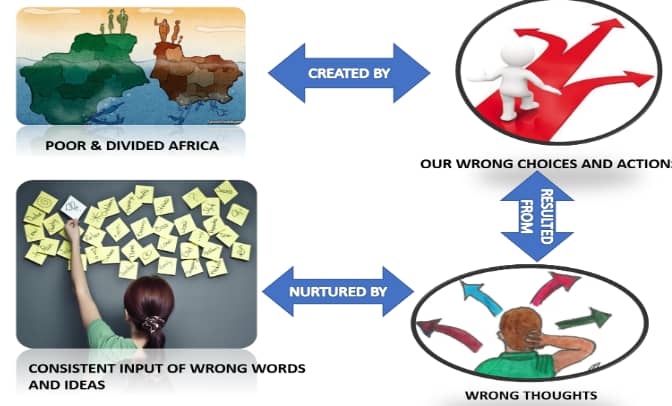 CREATED BY
POOR & DIVIDED AFRICA
OUR WRONG CHOICES AND ACTION
RESULTED
FROM
NURTURED BY
CONSISTENT INPUT OF WRONG WORDS
AND IDEAS
WRONG THOUGHTS